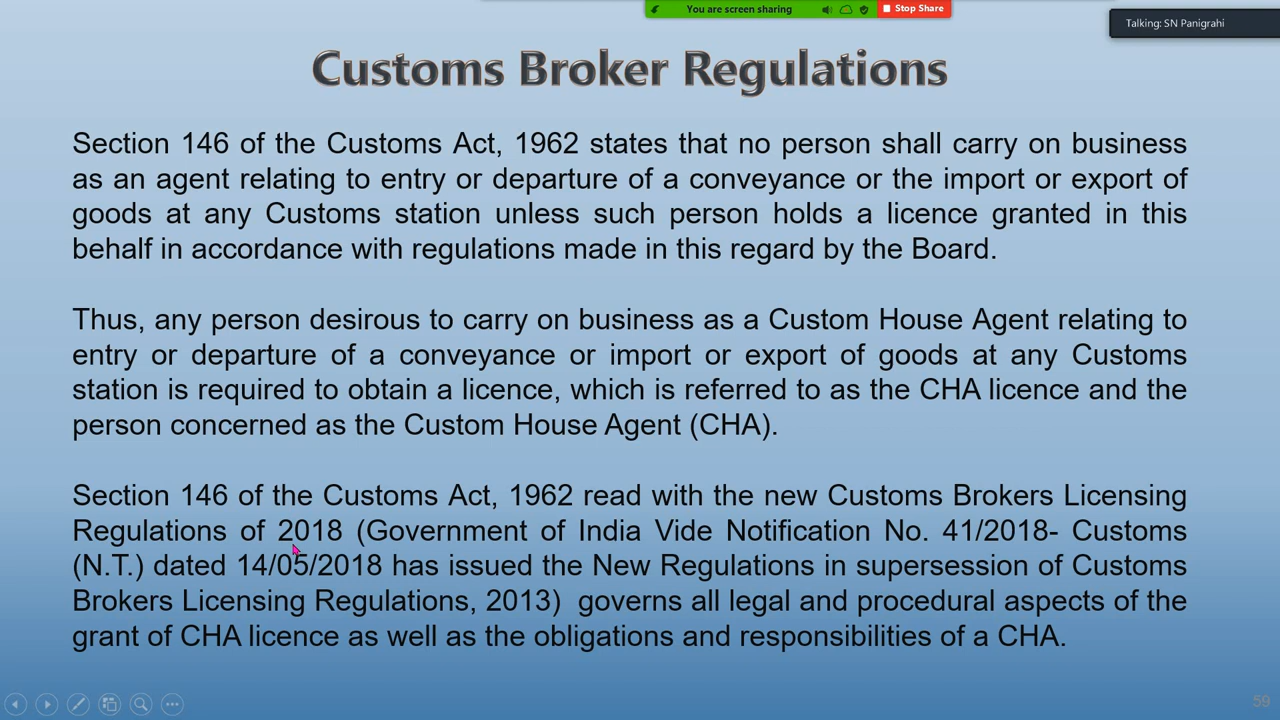 You are screen sharing
Stop Share
Talking: SN Panigrahi
Customs Broker Regulations
Section 146 of the Customs Act, 1962 states that no person shall carry on business
as an agent relating to entry or departure of a conveyance or the import or export of
goods at any Customs station unless such person holds a licence granted in this
behalf in accordance with regulations made in this regard by the Board.
Thus, any person desirous to carry on business as a Custom House Agent relating to
entry or departure of a conveyance or import or export of goods at any Customs
station is required to obtain a licence, which is referred to as the CHA licence and the
person concerned as the Custom House Agent (CHA).
Section 146 of the Customs Act, 1962 read with the new Customs Brokers Licensing
Regulations of 2018 (Government of India Vide Notification No. 41/2018- Customs
(N.T.) dated 14/05/2018 has issued the New Regulations in supersession of Customs
Brokers Licensing Regulations, 2013) governs all legal and procedural aspects of the
grant of CHA licence as well as the obligations and responsibilities of a CHA.
59